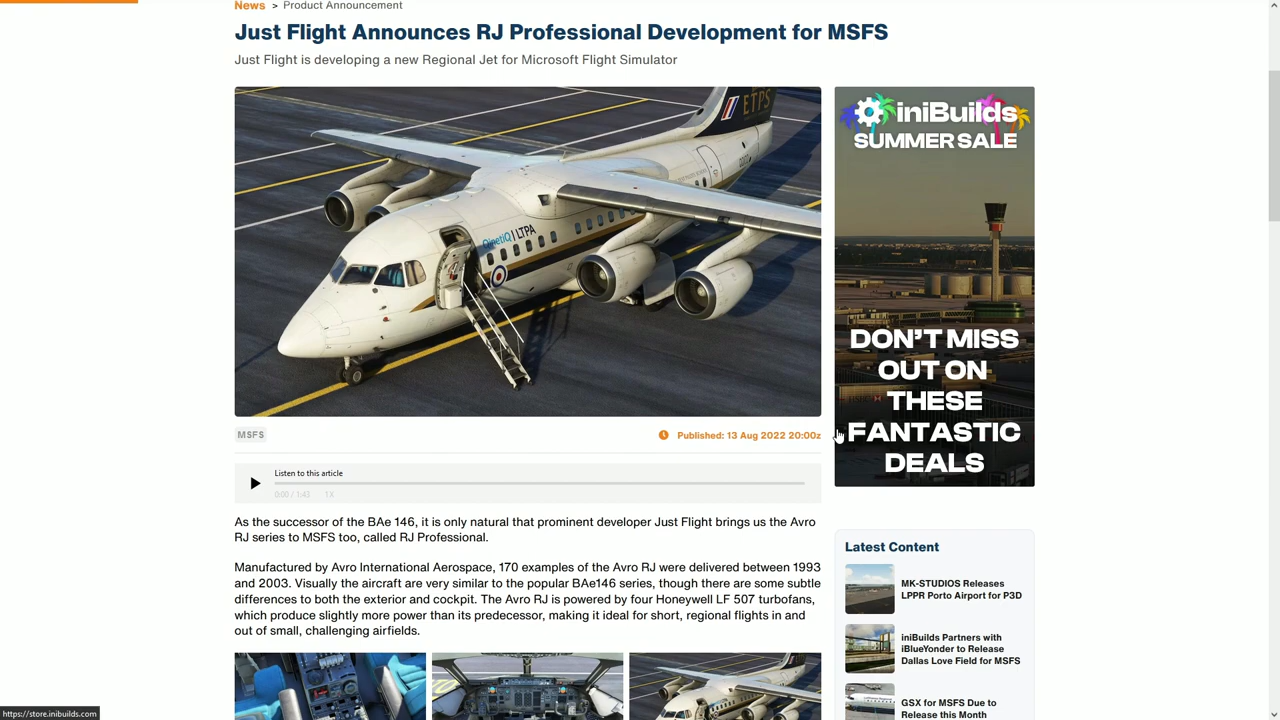 News > Product Announcement
Just Flight Announces RJ Professional Development for MSFS
Just Flight is developing a new Regional Jet for Microsoft Flight Simulator
ETPS
QinetiQ | LTPA
iniBuilds
SUMMER SALE
DON'T MISS
OUT ON
THESE
FANTASTIC
DEALS
MSFS
Published: 13 Aug 2022 20:00z
Listen to this article
0:00 / 1:43 1X
As the successor of the BAe 146, it is only natural that prominent developer Just Flight brings us the Avro
RJ series to MSFS too, called RJ Professional.
Manufactured by Avro International Aerospace, 170 examples of the Avro RJ were delivered between 1993
and 2003. Visually the aircraft are very similar to the popular BAe146 series, though there are some subtle
differences to both the exterior and cockpit. The Avro RJ is powered by four Honeywell LF 507 turbofans,
which produce slightly more power than its predecessor, making it ideal for short, regional flights in and
out of small, challenging airfields.
Latest Content
MK-STUDIOS Releases
LPPR Porto Airport for P3D
iniBuilds Partners with
iBlueYonder to Release
Dallas Love Field for MSFS
GSX for MSFS Due to
Release this Month
https://store.inibuilds.com